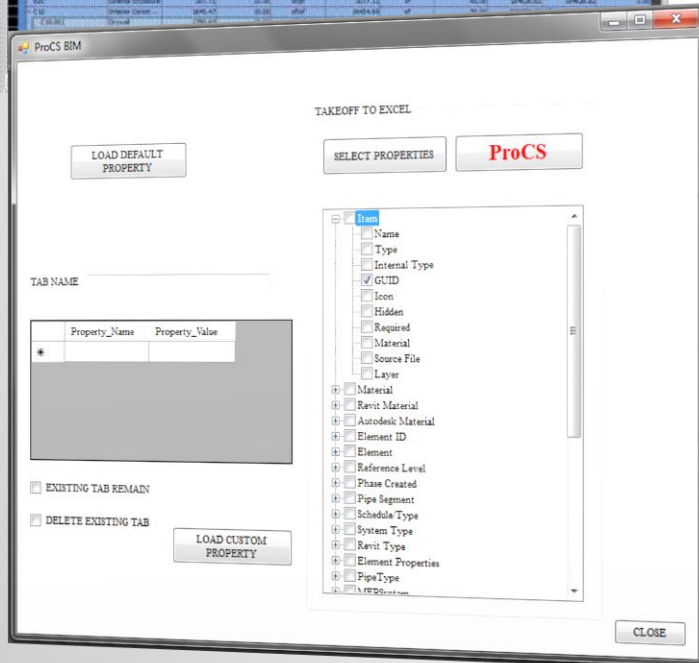 ProCS BIM
TAKEOFF TO EXCEL
LOAD DEFAULT
PROPERTY
SELECT PROPERTIES
ProCS
Item
Name
Type
Internal Type
GUID
Icon
Hidden
Required
Material
Source File
Layer
Material
Revit Material
Autodesk Material
Element ID
Element
Reference Level
Phase Created
Pipe Segment
Schedule/Type
System Type
Revit Type
Element Properties
PipeType
TAB NAME
Property_Name Property_Value
EXISTING TAB REMAIN
DELETE EXISTING TAB
LOAD CUSTOM
PROPERTY
CLOSE